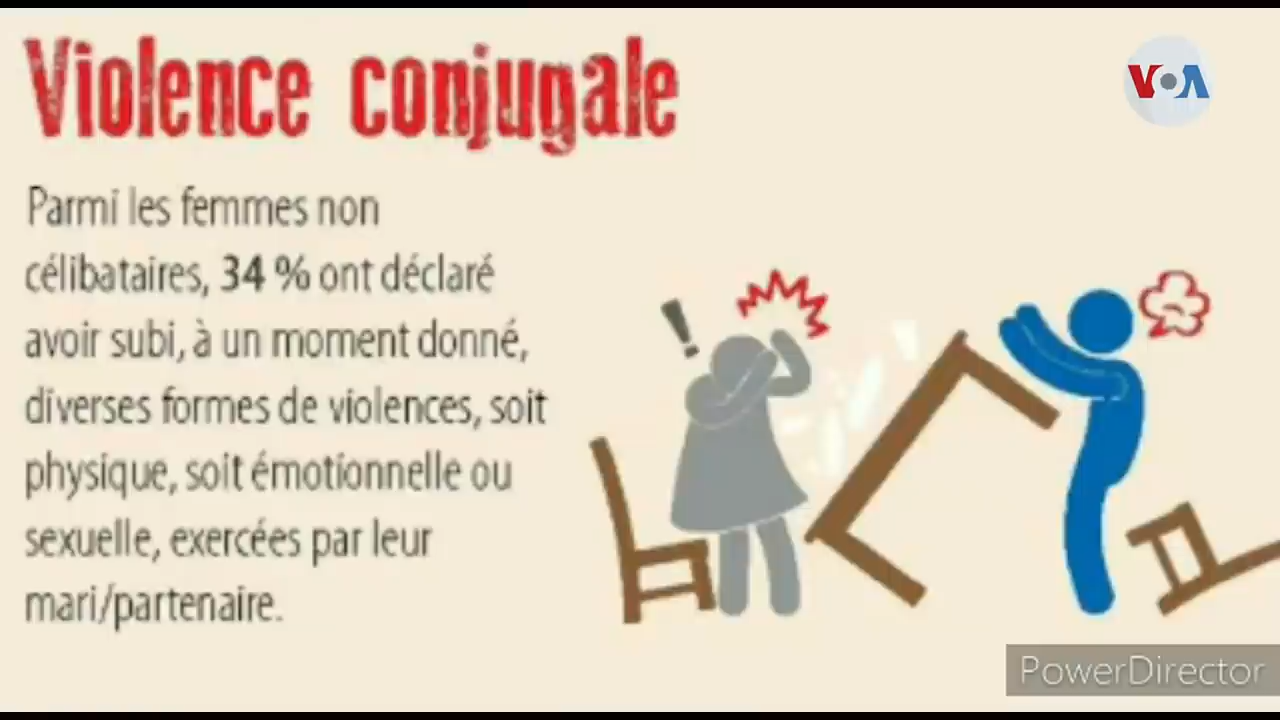 Violence conjugale
VOA
Parmi les femmes non
célibataires, 34 % ont déclaré
avoir subi, à un moment donné,
diverses formes de violences, soit
physique, soit émotionnelle ou
sexuelle, exercées par leur
mari/partenaire.
!
PowerDirector